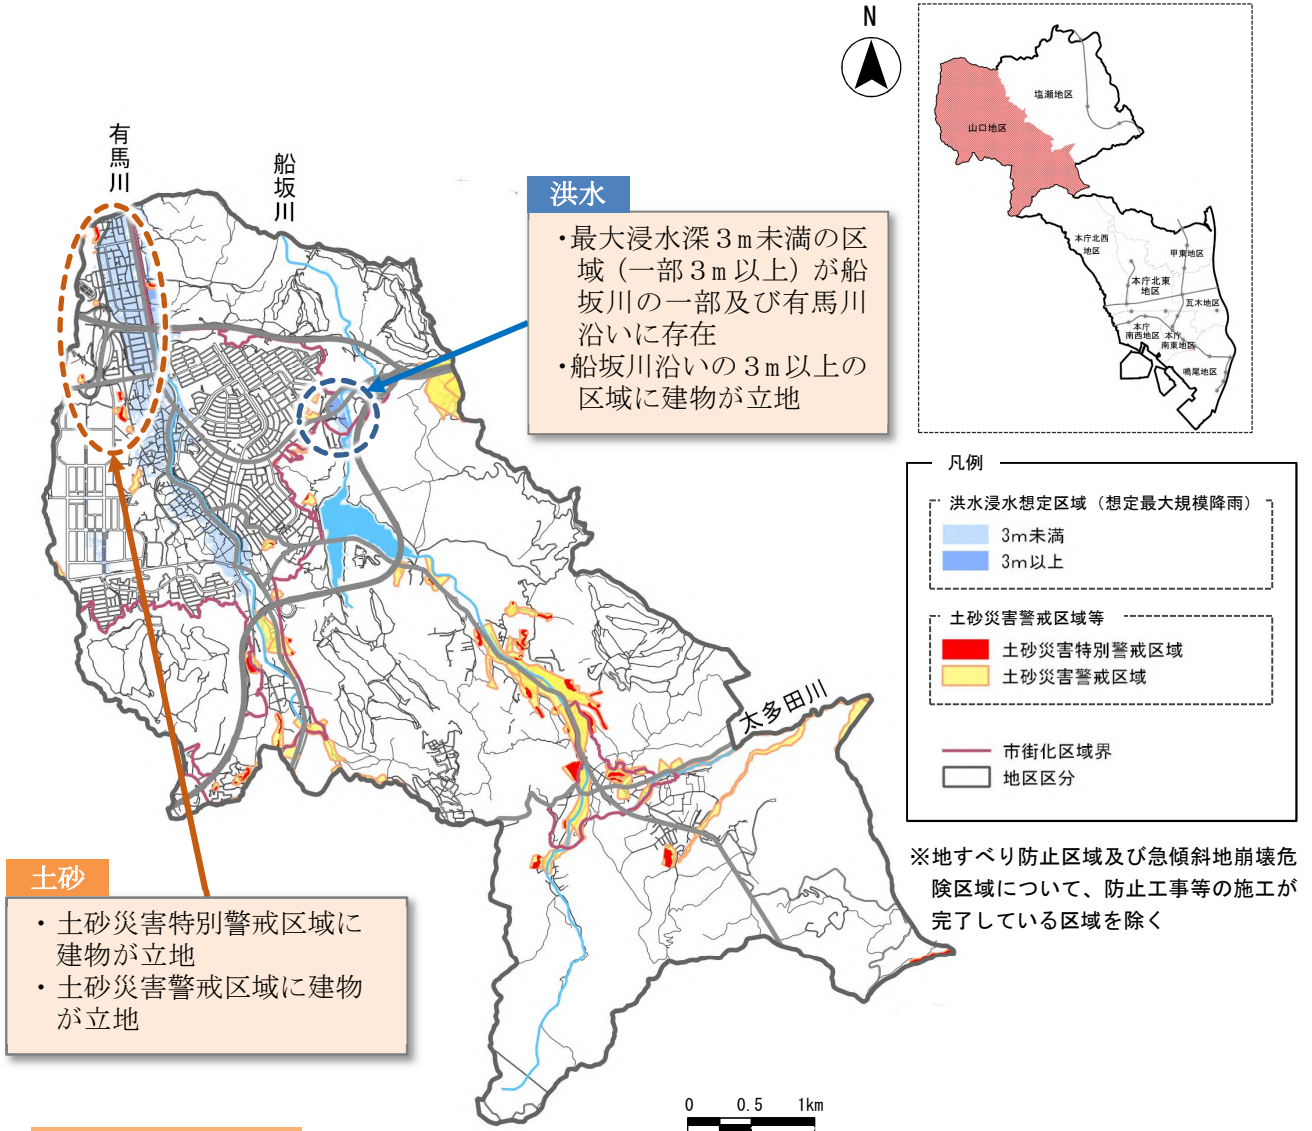 N
塩瀬地区
山口地区
本庁北西
地区
甲東地区
本庁北東
地区
瓦木地区
本庁
南西地区
本庁
南東地区
鳴尾地区
有馬川
船坂川
洪水
・最大浸水深3m未満の区
域（一部3m以上）が船
坂川の一部及び有馬川
沿いに存在
・船坂川沿いの3m以上の
区域に建物が立地
凡例
洪水浸水想定区域（想定最大規模降雨）
3m未満
3m以上
土砂災害警戒区域等
土砂災害特別警戒区域
土砂災害警戒区域
市街化区域界
地区区分
太多田川
※地すべり防止区域及び急傾斜地崩壊危
険区域について、防止工事等の施工が
完了している区域を除く
土砂
・土砂災害特別警戒区域に
建物が立地
・土砂災害警戒区域に建物
が立地
0 0.5 1km